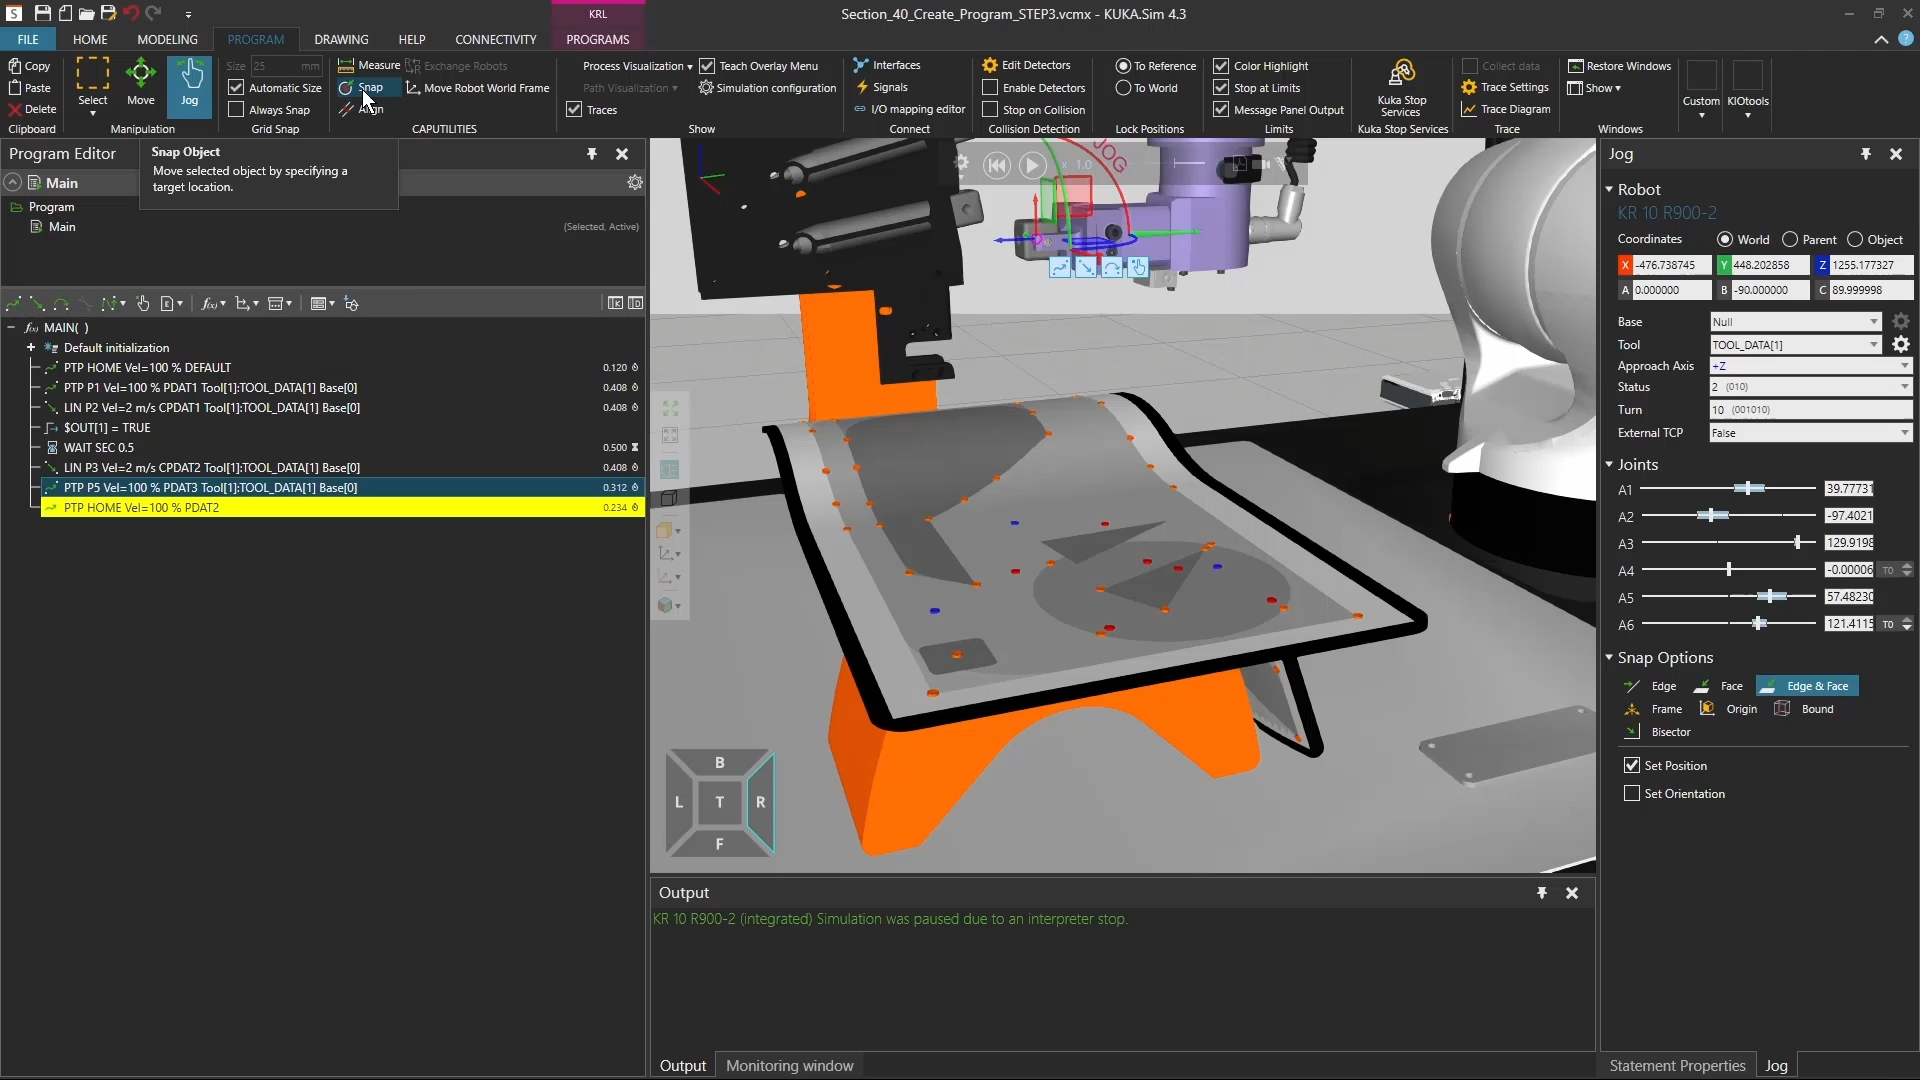 S
Section_40_Create_Program_STEP3.vcmx - KUKA.Sim 4.3
KRL
FILE HOME MODELING PROGRAM DRAWING HELP CONNECTIVITY PROGRAMS
Copy
Paste
Delete
Clipboard
Select
Move
Jog
Manipulation
Size 25 mm
Automatic Size
Always Snap
Grid Snap
Measure
Snap
Align
Exchange Robots
Move Robot World Frame
CAPUTILITIES
Process Visualization
Path Visualization
Traces
Teach Overlay Menu
Simulation configuration
Show
Interfaces
Signals
I/O mapping editor
Connect
Edit Detectors
Enable Detectors
Stop on Collision
Collision Detection
To Reference
To World
Lock Positions
Color Highlight
Stop at Limits
Message Panel Output
Limits
Kuka Stop
Services
Kuka Stop Services
Collect data
Trace Settings
Trace Diagram
Trace
Restore Windows
Show
Windows
Custom
KIOtools
Program Editor
Snap Object
Move selected object by specifying a
target location.
Main
Program
Main (Selected, Active)
MAIN( )
Default initialization
PTP HOME Vel=100 % DEFAULT 0.120
PTP P1 Vel=100 % PDAT1 Tool[1]:TOOL_DATA[1] Base[0] 0.408
LIN P2 Vel=2 m/s CPDAT1 Tool[1]:TOOL_DATA[1] Base[0] 0.408
$OUT[1] = TRUE
WAIT SEC 0.5 0.500
LIN P3 Vel=2 m/s CPDAT2 Tool[1]:TOOL_DATA[1] Base[0] 0.408
PTP P5 Vel=100 % PDAT3 Tool[1]:TOOL_DATA[1] Base[0] 0.312
PTP HOME Vel=100 % PDAT2 0.234
x 1.0
JOG
B
L T R
F
Output
KR 10 R900-2 (integrated) Simulation was paused due to an interpreter stop.
Output Monitoring window
Jog
Robot
KR 10 R900-2
Coordinates World Parent Object
X -476.738745 Y 448.202858 Z 1255.177327
A 0.000000 B -90.000000 C 89.999998
Base Null
Tool TOOL_DATA[1]
Approach Axis +Z
Status 2 (010)
Turn 10 (001010)
External TCP False
Joints
A1 39.77731
A2 -97.4021
A3 129.9198
A4 -0.00006 T0
A5 57.48230
A6 121.4115 T0
Snap Options
Edge Face Edge & Face
Frame Origin Bound
Bisector
Set Position
Set Orientation
Statement Properties Jog